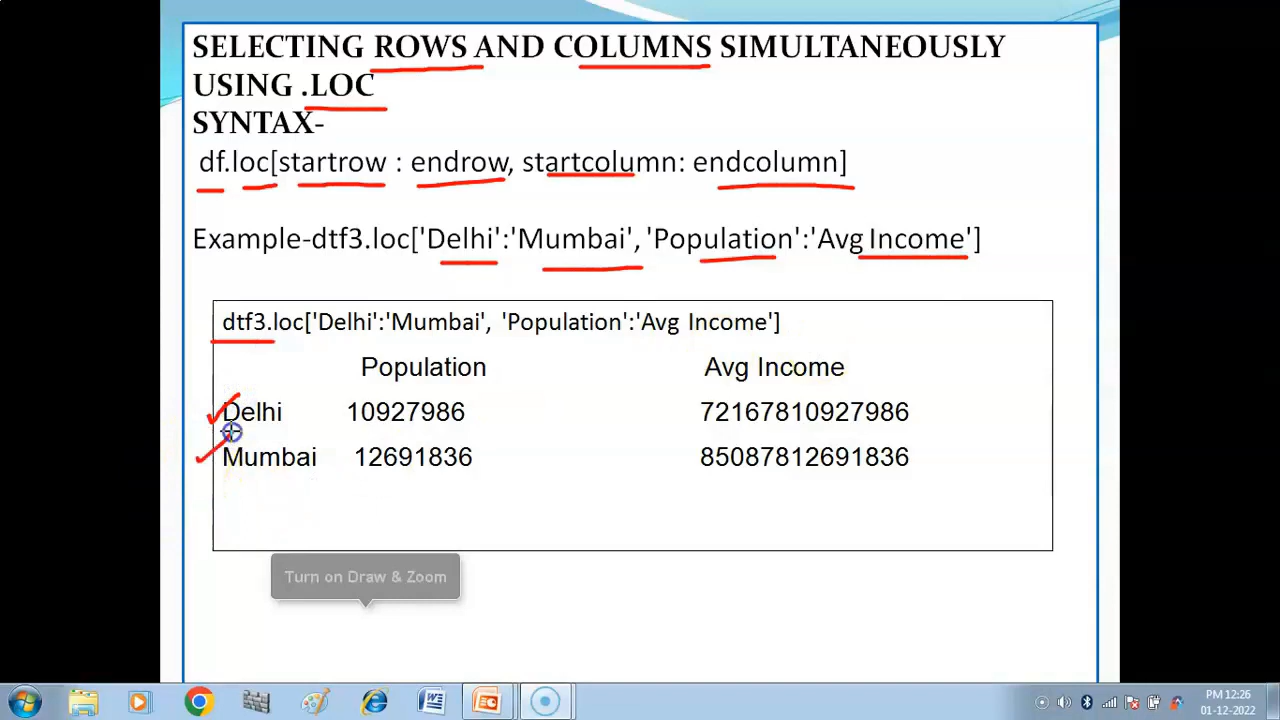 SELECTING ROWS AND COLUMNS SIMULTANEOUSLY
USING .LOC
SYNTAX-
df.loc[startrow : endrow, startcolumn: endcolumn]
Example-dtf3.loc['Delhi':'Mumbai', 'Population':'Avg Income']
dtf3.loc['Delhi':'Mumbai', 'Population':'Avg Income']
Population Avg Income
Delhi 10927986 72167810927986
Mumbai 12691836 85087812691836
Turn on Draw & Zoom
PM 12:26
01-12-2022